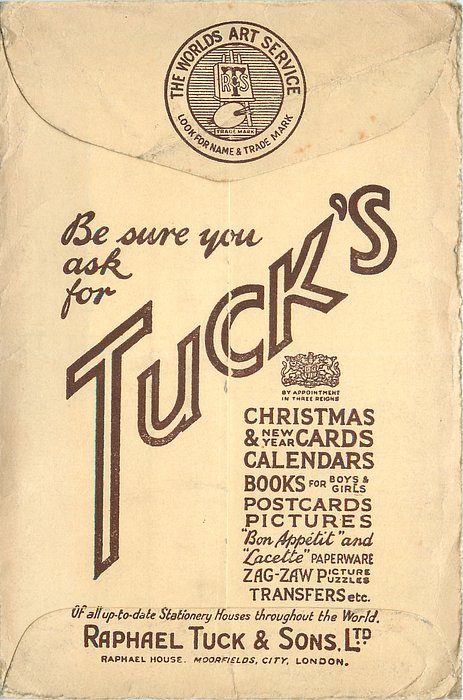 THE WORLDS ART SERVICE
RTS
&
TRADE MARK
LOOK FOR NAME & TRADE MARK
Be sure you
ask
for
TUCK'S
BY APPOINTMENT
IN THREE REIGNS
CHRISTMAS
& NEW YEAR CARDS
CALENDARS
BOOKS FOR BOYS & GIRLS
POSTCARDS
PICTURES
"Bon Appétit" and
"Lacette" PAPERWARE
ZAG-ZAW PICTURE PUZZLES
TRANSFERS etc.
Of all up-to-date Stationery Houses throughout the World.
RAPHAEL TUCK & SONS, LTD
RAPHAEL HOUSE. MOORFIELDS, CITY, LONDON.